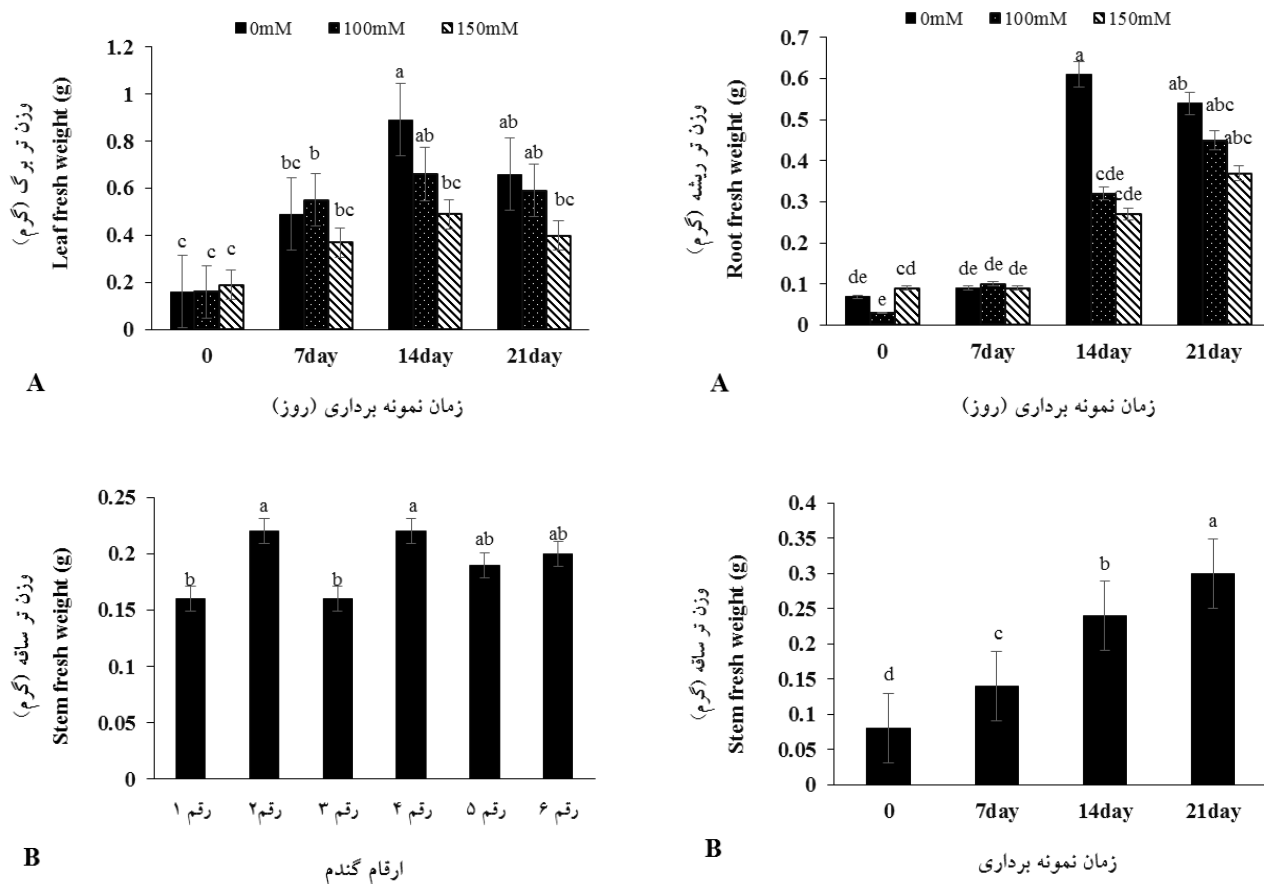 0mM 100mM 150mM
وزن تر برگ (گرم)
Leaf fresh weight (g)
1.2
1
0.8
0.6
0.4
0.2
0
c c c
bc b bc
a ab bc
ab ab bc
0 7day 14day 21day
A
زمان نمونه برداری (روز)
0mM 100mM 150mM
وزن تر ریشه (گرم)
Root fresh weight (g)
0.7
0.6
0.5
0.4
0.3
0.2
0.1
0
de e cd
de de de
a cde cde
ab abc abc
0 7day 14day 21day
A
زمان نمونه برداری (روز)
وزن تر ساقه (گرم)
Stem fresh weight (g)
0.25
0.2
0.15
0.1
0.05
0
b a b a ab ab
رقم ۱ رقم۲ رقم ۳ رقم ۴ رقم ۵ رقم ۶
B
ارقام گندم
وزن تر ساقه (گرم)
Stem fresh weight (g)
0.4
0.35
0.3
0.25
0.2
0.15
0.1
0.05
0
d c b a
0 7day 14day 21day
B
زمان نمونه برداری